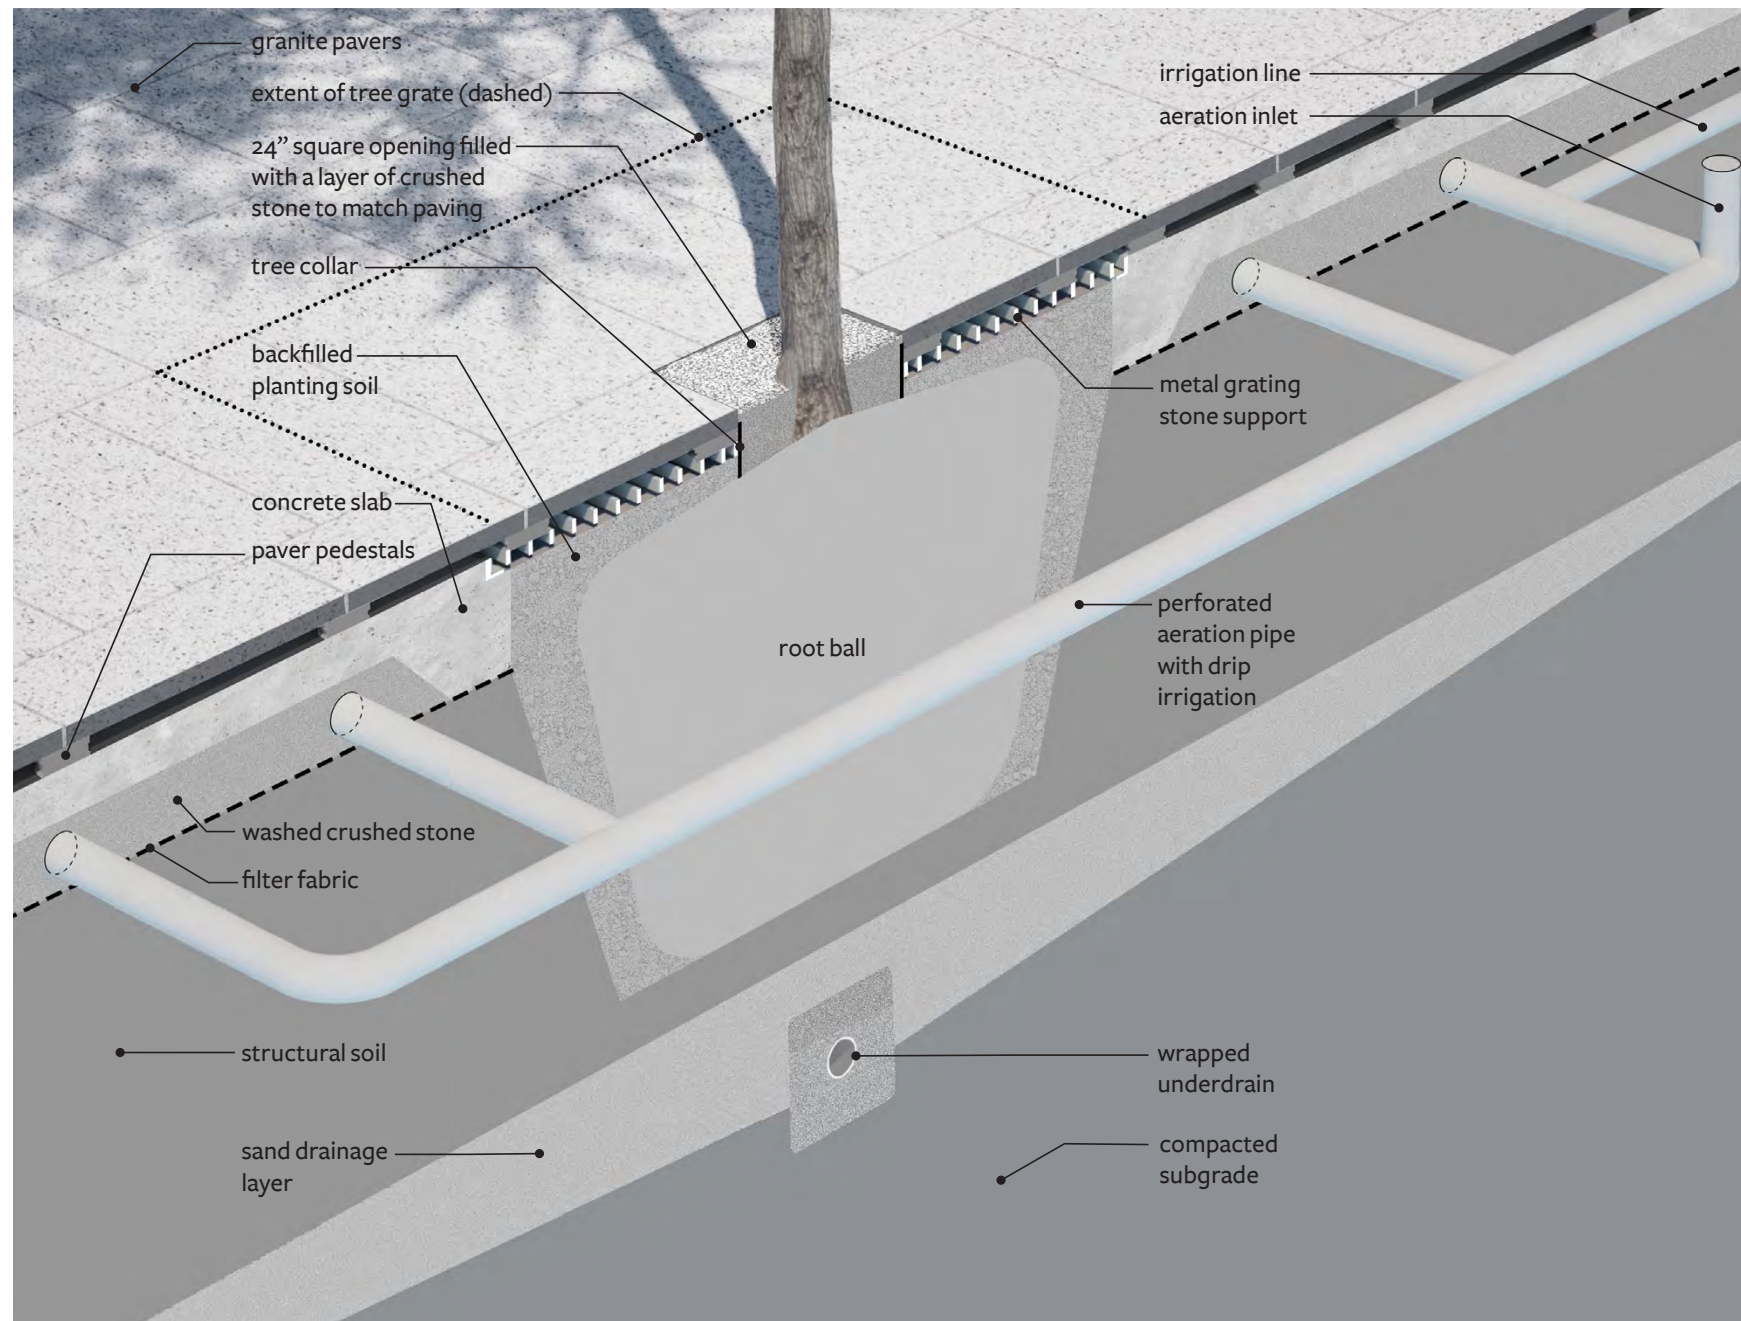 granite pavers
extent of tree grate (dashed)
24” square opening filled
with a layer of crushed
stone to match paving
tree collar
backfilled
planting soil
concrete slab
paver pedestals
washed crushed stone
filter fabric
structural soil
sand drainage
layer
root ball
irrigation line
aeration inlet
metal grating
stone support
perforated
aeration pipe
with drip
irrigation
wrapped
underdrain
compacted
subgrade